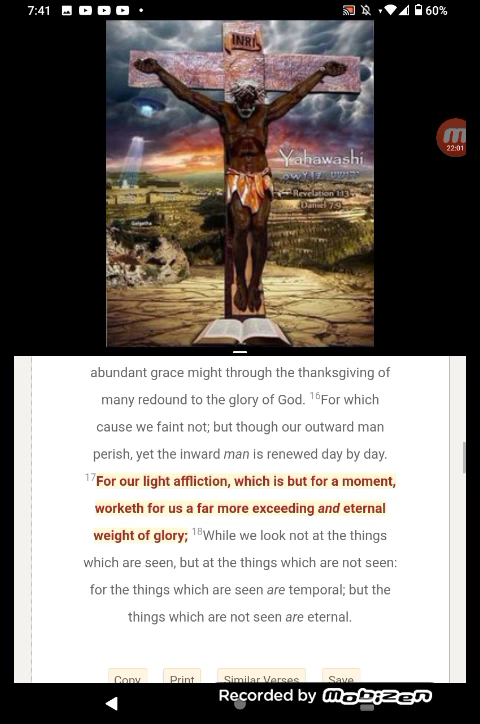 7:41
60%
INRI
22:01
Yahawashi
Revelation 1:13
Daniel 7:9
Golgotha
abundant grace might through the thanksgiving of
many redound to the glory of God. 16For which
cause we faint not; but though our outward man
perish, yet the inward man is renewed day by day.
17For our light affliction, which is but for a moment,
worketh for us a far more exceeding and eternal
weight of glory; 18While we look not at the things
which are seen, but at the things which are not seen:
for the things which are seen are temporal; but the
things which are not seen are eternal.
Copy Print Similar Verses Save
Recorded by Mobizen